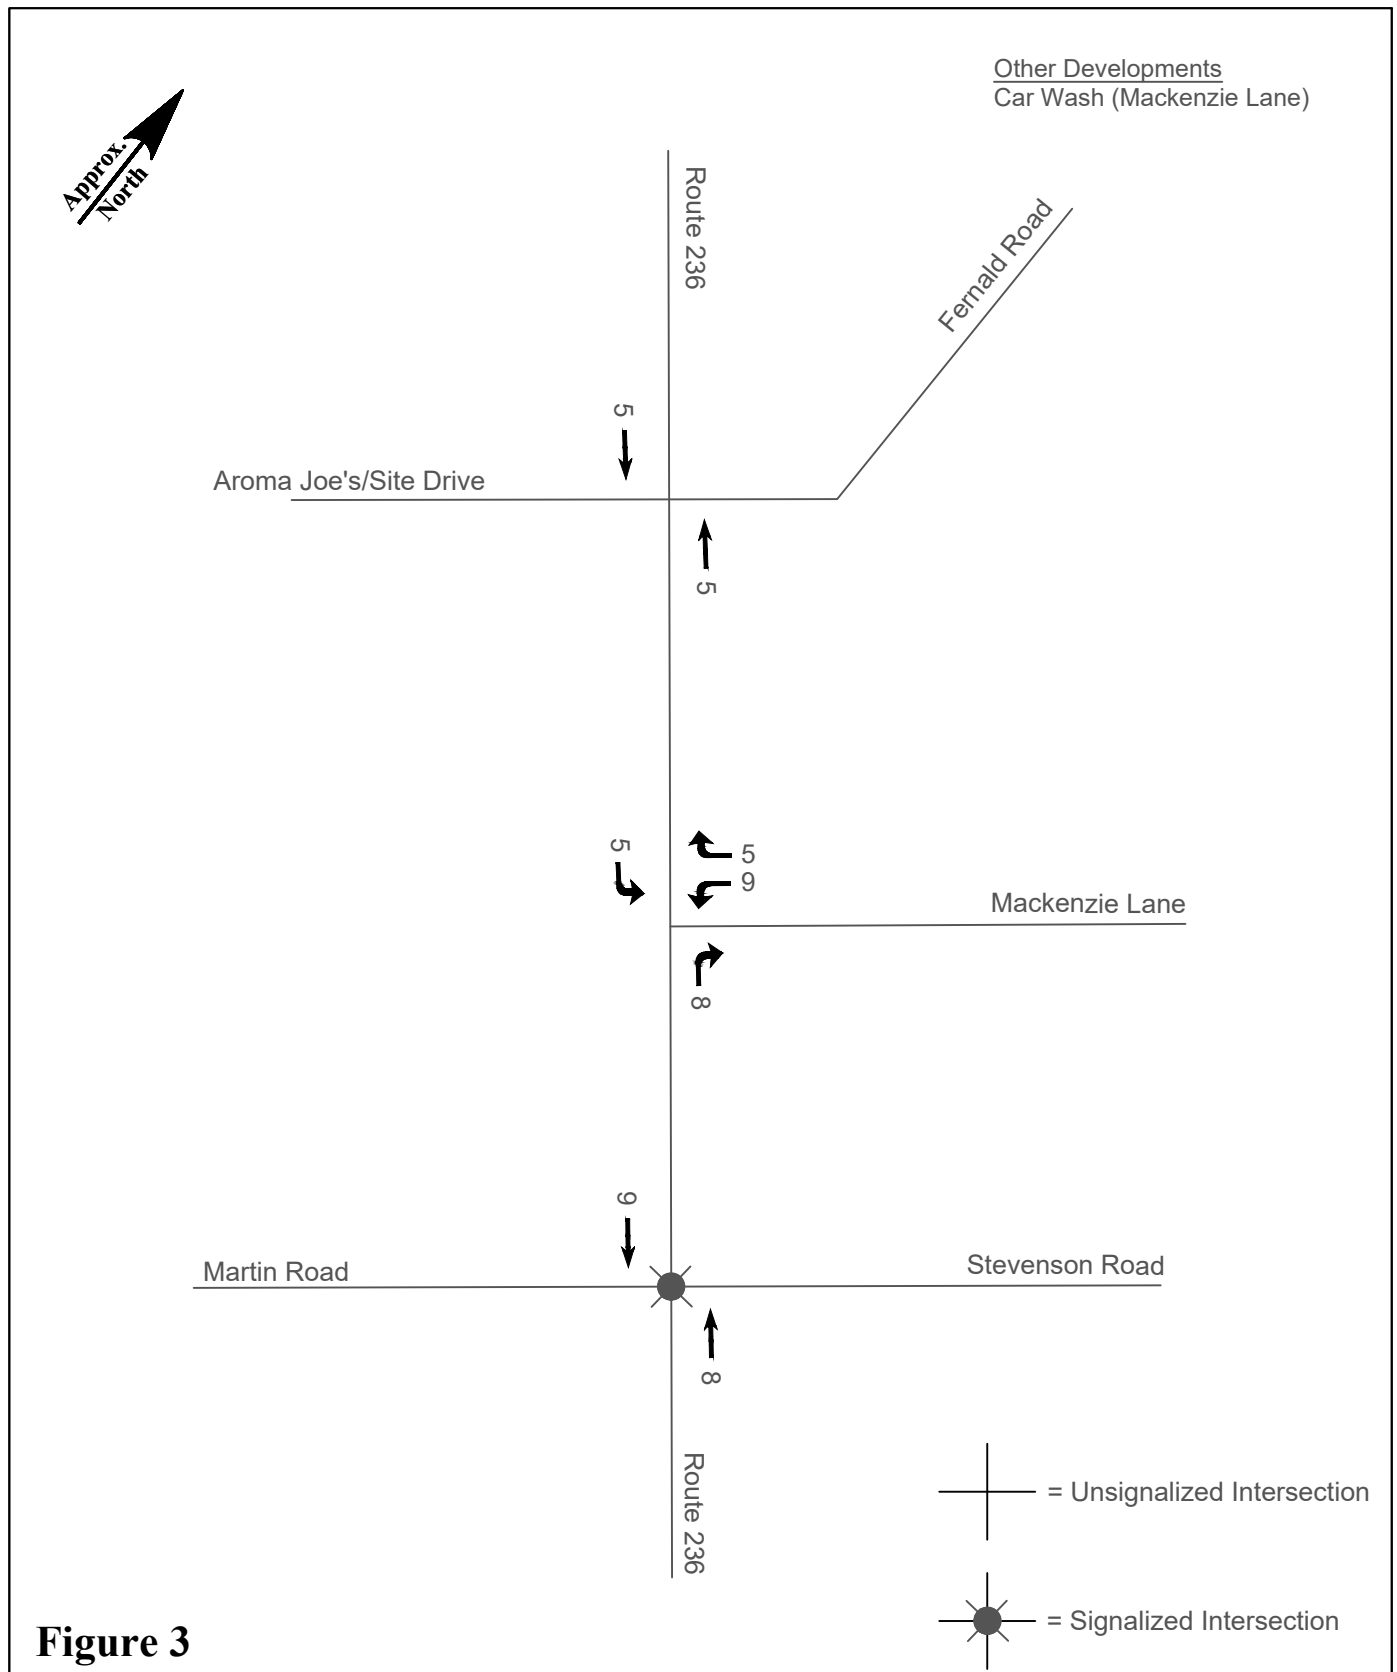 Other Developments
Car Wash (Mackenzie Lane)
Approx.
North
Route 236
Fernald Road
5
Aroma Joe's/Site Drive
5
5
5
9
Mackenzie Lane
8
9
Martin Road
Stevenson Road
8
Route 236
= Unsignalized Intersection
= Signalized Intersection
Figure 3